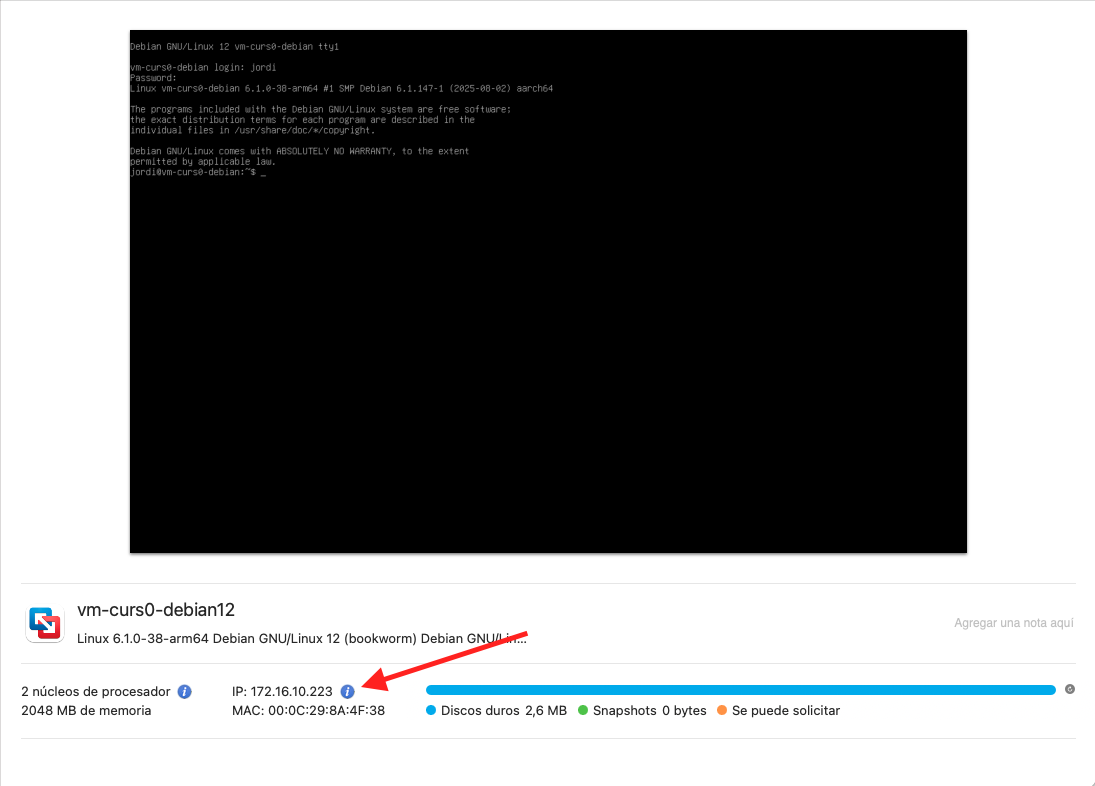 Debian GNU/Linux 12 vm-curs0-debian tty1
vm-curs0-debian login: jordi
Password:
Linux vm-curs0-debian 6.1.0-38-arm64 #1 SMP Debian 6.1.147-1 (2025-08-02) aarch64
The programs included with the Debian GNU/Linux system are free software;
the exact distribution terms for each program are described in the
individual files in /usr/share/doc/*/copyright.
Debian GNU/Linux comes with ABSOLUTELY NO WARRANTY, to the extent
permitted by applicable law.
jordi@vm-curs0-debian:~$ _
vm-curs0-debian12
Linux 6.1.0-38-arm64 Debian GNU/Linux 12 (bookworm) Debian GNU/Lin...
Agregar una nota aquí
2 núcleos de procesador
2048 MB de memoria
IP: 172.16.10.223
MAC: 00:0C:29:8A:4F:38
Discos duros 2,6 MB Snapshots 0 bytes Se puede solicitar